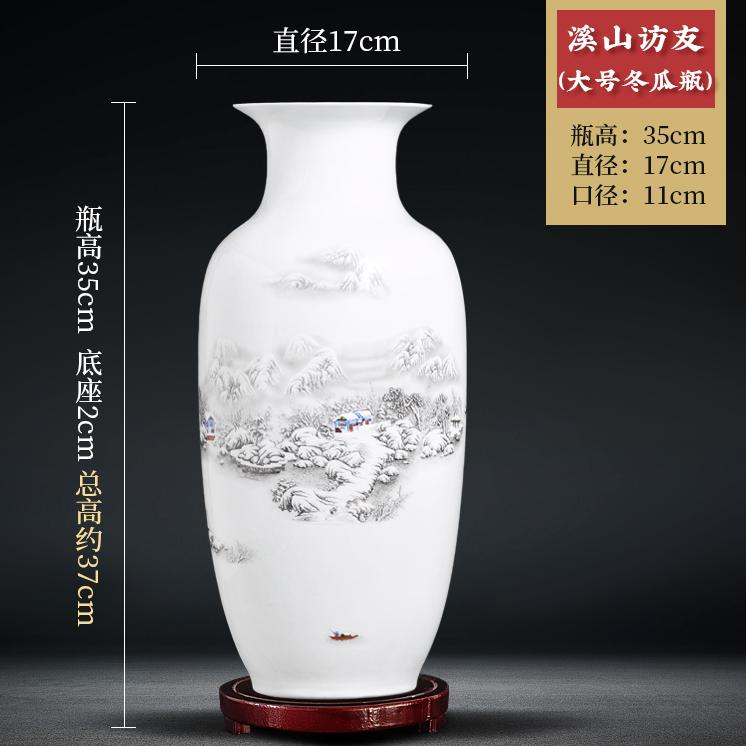 直径17cm
溪山访友
(大号冬瓜瓶)
瓶高：35cm
直径：17cm
口径：11cm
瓶高35cm 底座2cm 总高约37cm